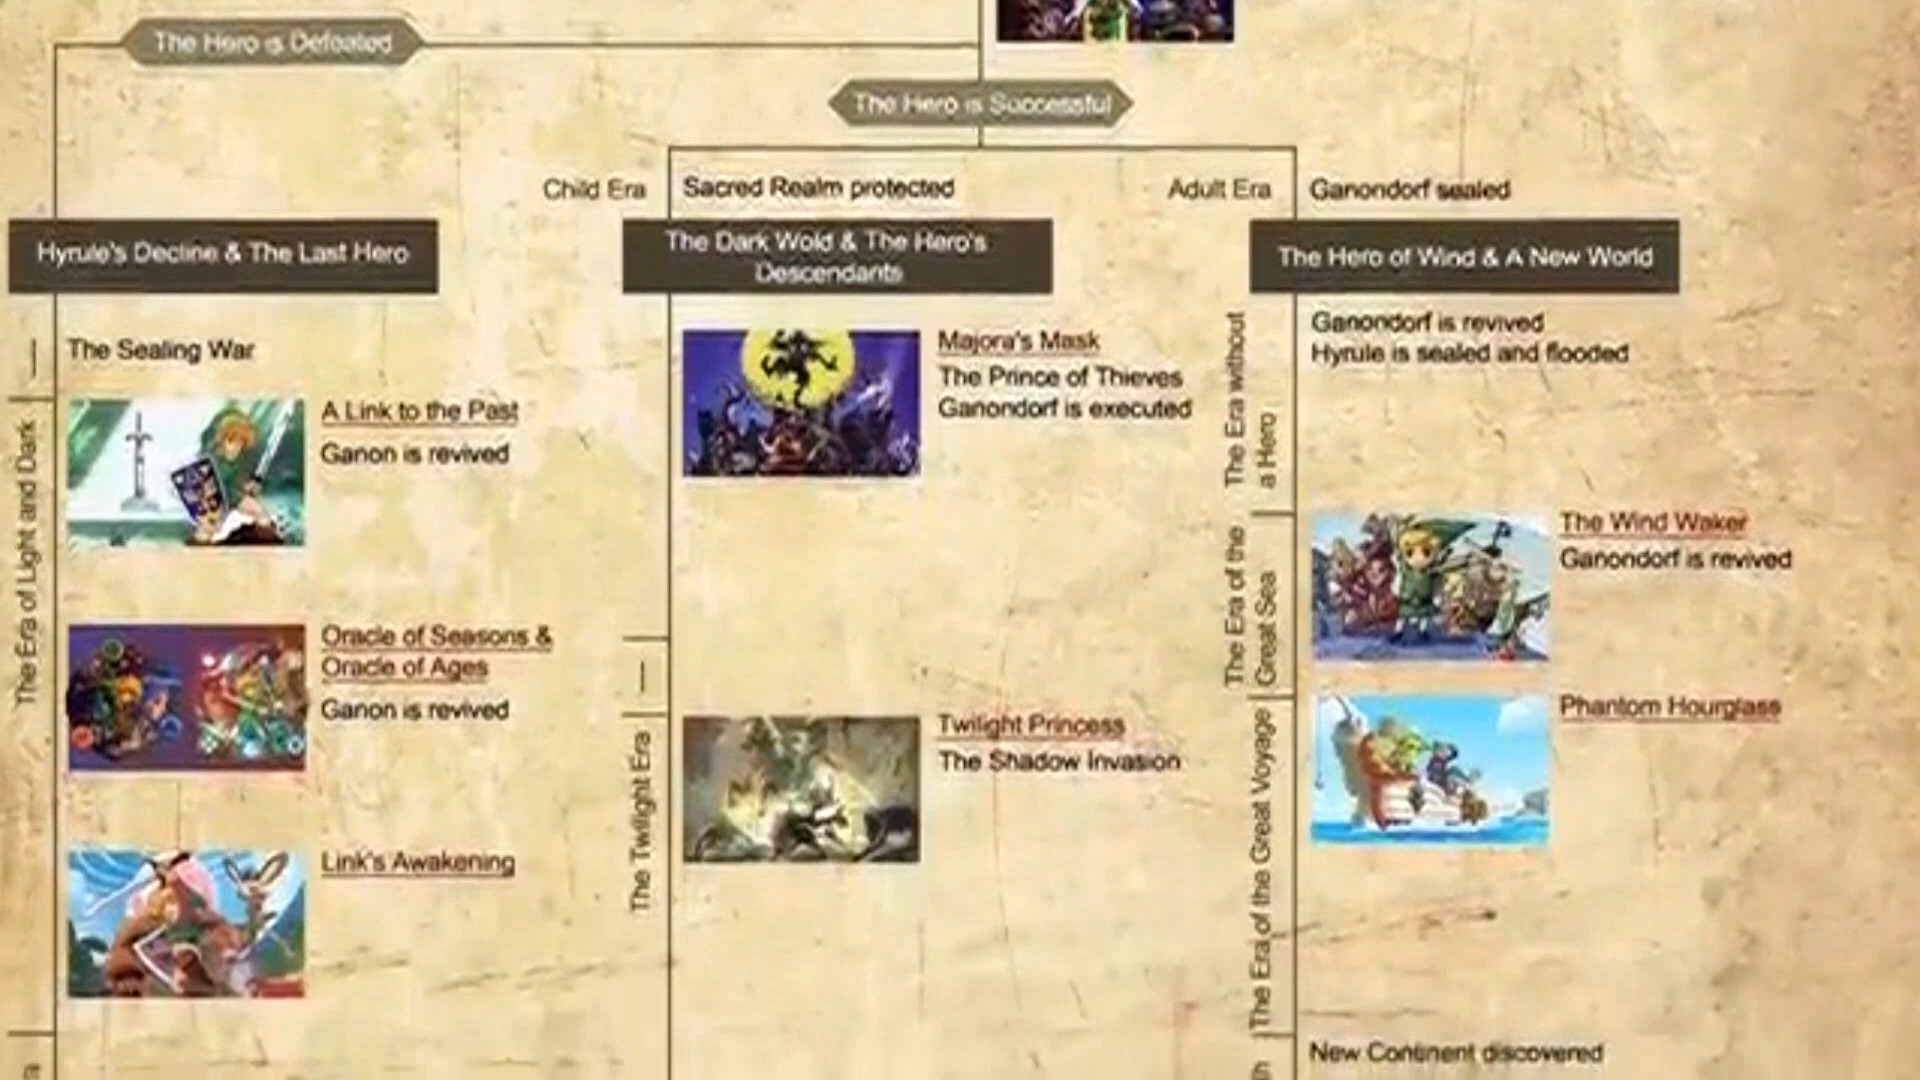 The Hero is Defeated
The Hero is Successful
Child Era
Sacred Realm protected
Adult Era
Ganondorf sealed
Hyrule's Decline & The Last Hero
The Dark Wold & The Hero's
Descendants
The Hero of Wind & A New World
The Era of Light and Dark
The Sealing War
A Link to the Past
Ganon is revived
Oracle of Seasons &
Oracle of Ages
Ganon is revived
Link's Awakening
Majora's Mask
The Prince of Thieves
Ganondorf is executed
The Twilight Era
Twilight Princess
The Shadow Invasion
The Era without
a Hero
Ganondorf is revived
Hyrule is sealed and flooded
The Era of the
Great Sea
The Wind Waker
Ganondorf is revived
The Era of the Great Voyage
Phantom Hourglass
New Continent discovered